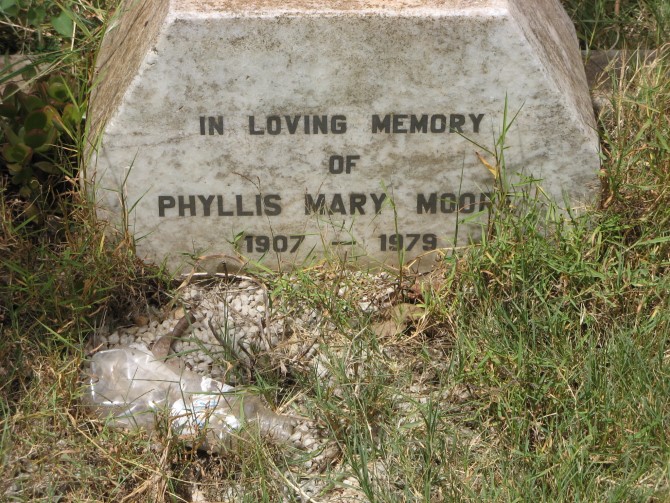 IN LOVING MEMORY
OF
PHYLLIS MARY MOORE
1907 – 1979